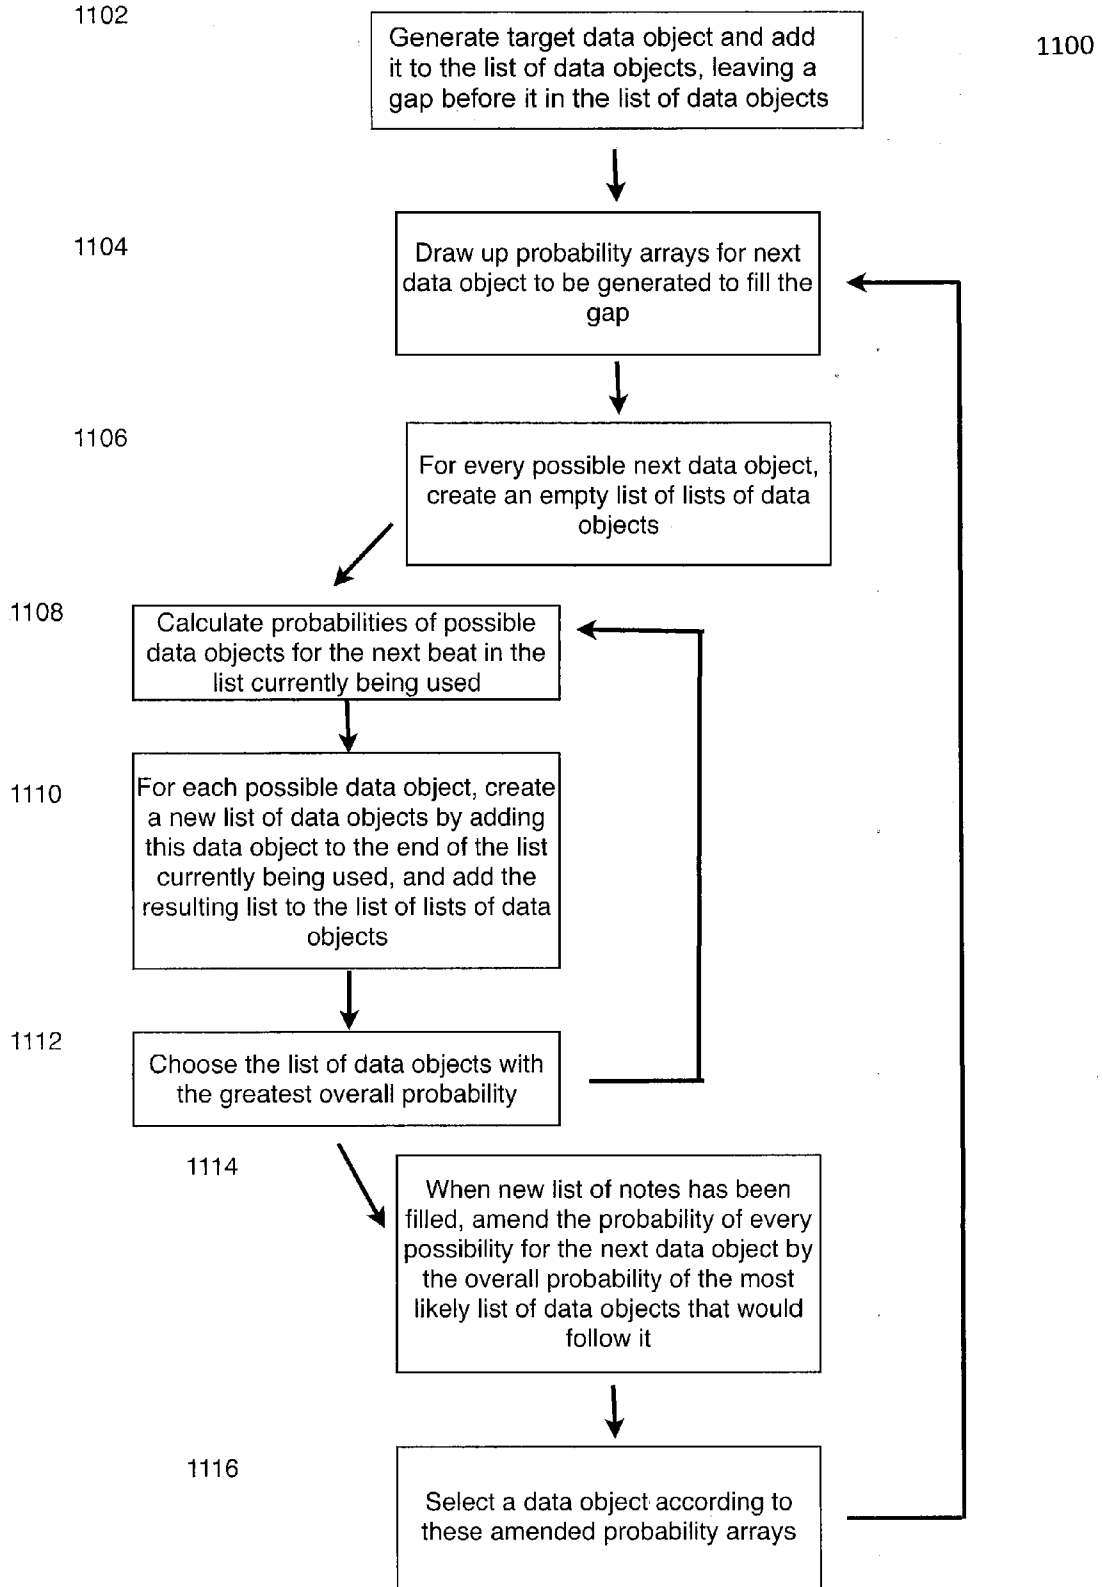 1102
Generate target data object and add
it to the list of data objects, leaving a
gap before it in the list of data objects
1100
1104
Draw up probability arrays for next
data object to be generated to fill the
gap
1106
For every possible next data object,
create an empty list of lists of data
objects
1108
Calculate probabilities of possible
data objects for the next beat in the
list currently being used
1110
For each possible data object, create
a new list of data objects by adding
this data object to the end of the list
currently being used, and add the
resulting list to the list of lists of data
objects
1112
Choose the list of data objects with
the greatest overall probability
1114
When new list of notes has been
filled, amend the probability of every
possibility for the next data object by
the overall probability of the most
likely list of data objects that would
follow it
1116
Select a data object according to
these amended probability arrays